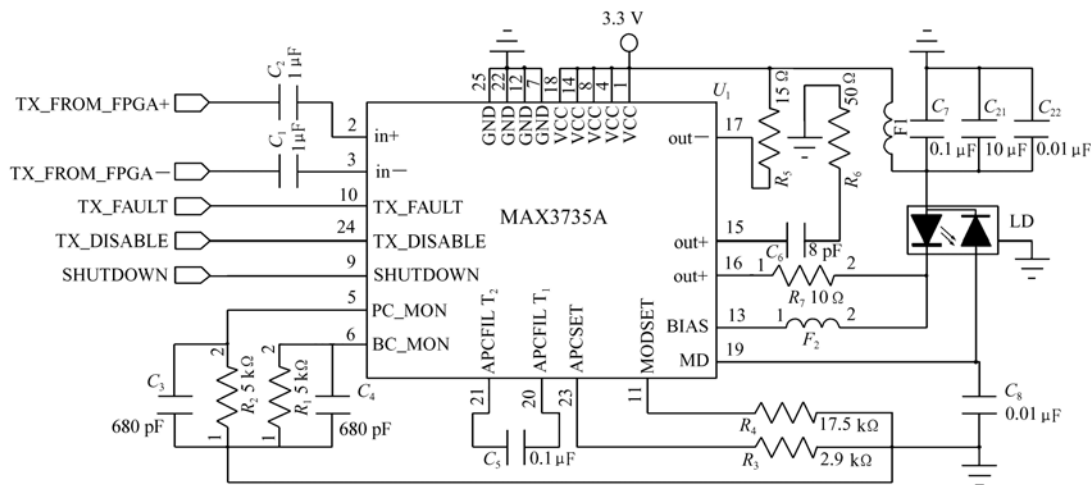 3.3 V
C2
1 μF
TX_FROM_FPGA+
2
in+
C1
1μF
TX_FROM_FPGA−
3
in−
10
TX_FAULT
TX_FAULT
24
TX_DISABLE
TX_DISABLE
9
SHUTDOWN
SHUTDOWN
5
PC_MON
6
BC_MON
25
22
12
7
18
14
8
4
1
GND
GND
GND
GND
VCC
VCC
VCC
VCC
VCC
U1
MAX3735A
17
out−
15 Ω
R5
50 Ω
R6
15
out+
C6
8 pF
16
out+
1
2
R7 10 Ω
13
BIAS
1
2
F2
19
MD
F1
C7
0.1 μF
C21
10 μF
C22
0.01 μF
LD
C8
0.01 μF
APCFIL T2
APCFIL T1
APCSET
MODSET
21
20
23
11
C5
0.1 μF
R4
17.5 kΩ
R3
2.9 kΩ
C3
680 pF
2
R2 5 kΩ
1
2
R1 5 kΩ
1
C4
680 pF